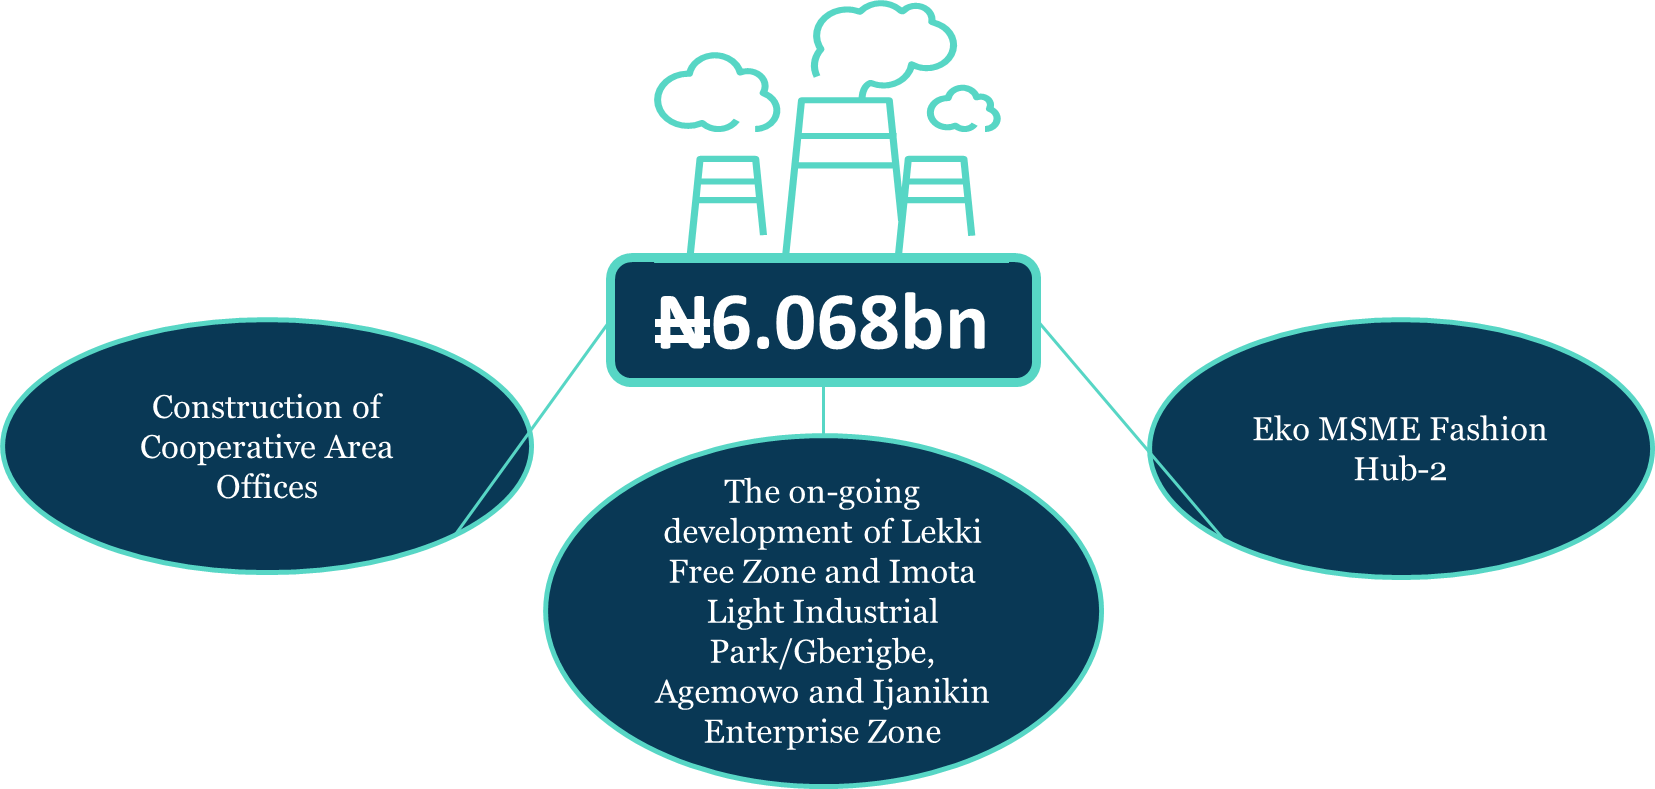 ₦6.068bn
Construction of
Cooperative Area
Offices
The on-going
development of Lekki
Free Zone and Imota
Light Industrial
Park/Gberigbe,
Agemowo and Ijanikin
Enterprise Zone
Eko MSME Fashion
Hub-2